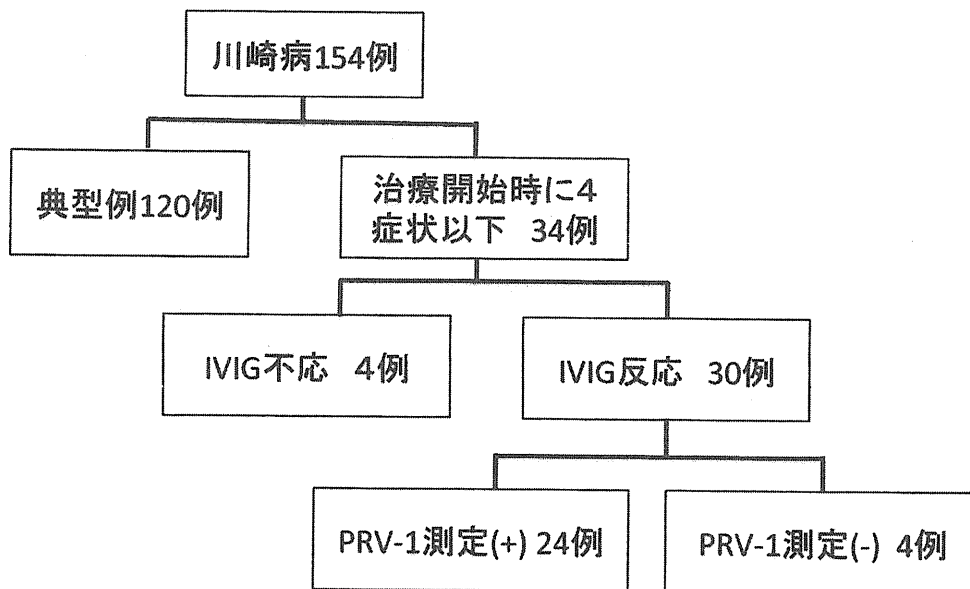 川崎病154例
典型例120例
治療開始時に4
症状以下 34例
IVIG不応 4例
IVIG反応 30例
PRV-1測定(+) 24例
PRV-1測定(-) 4例